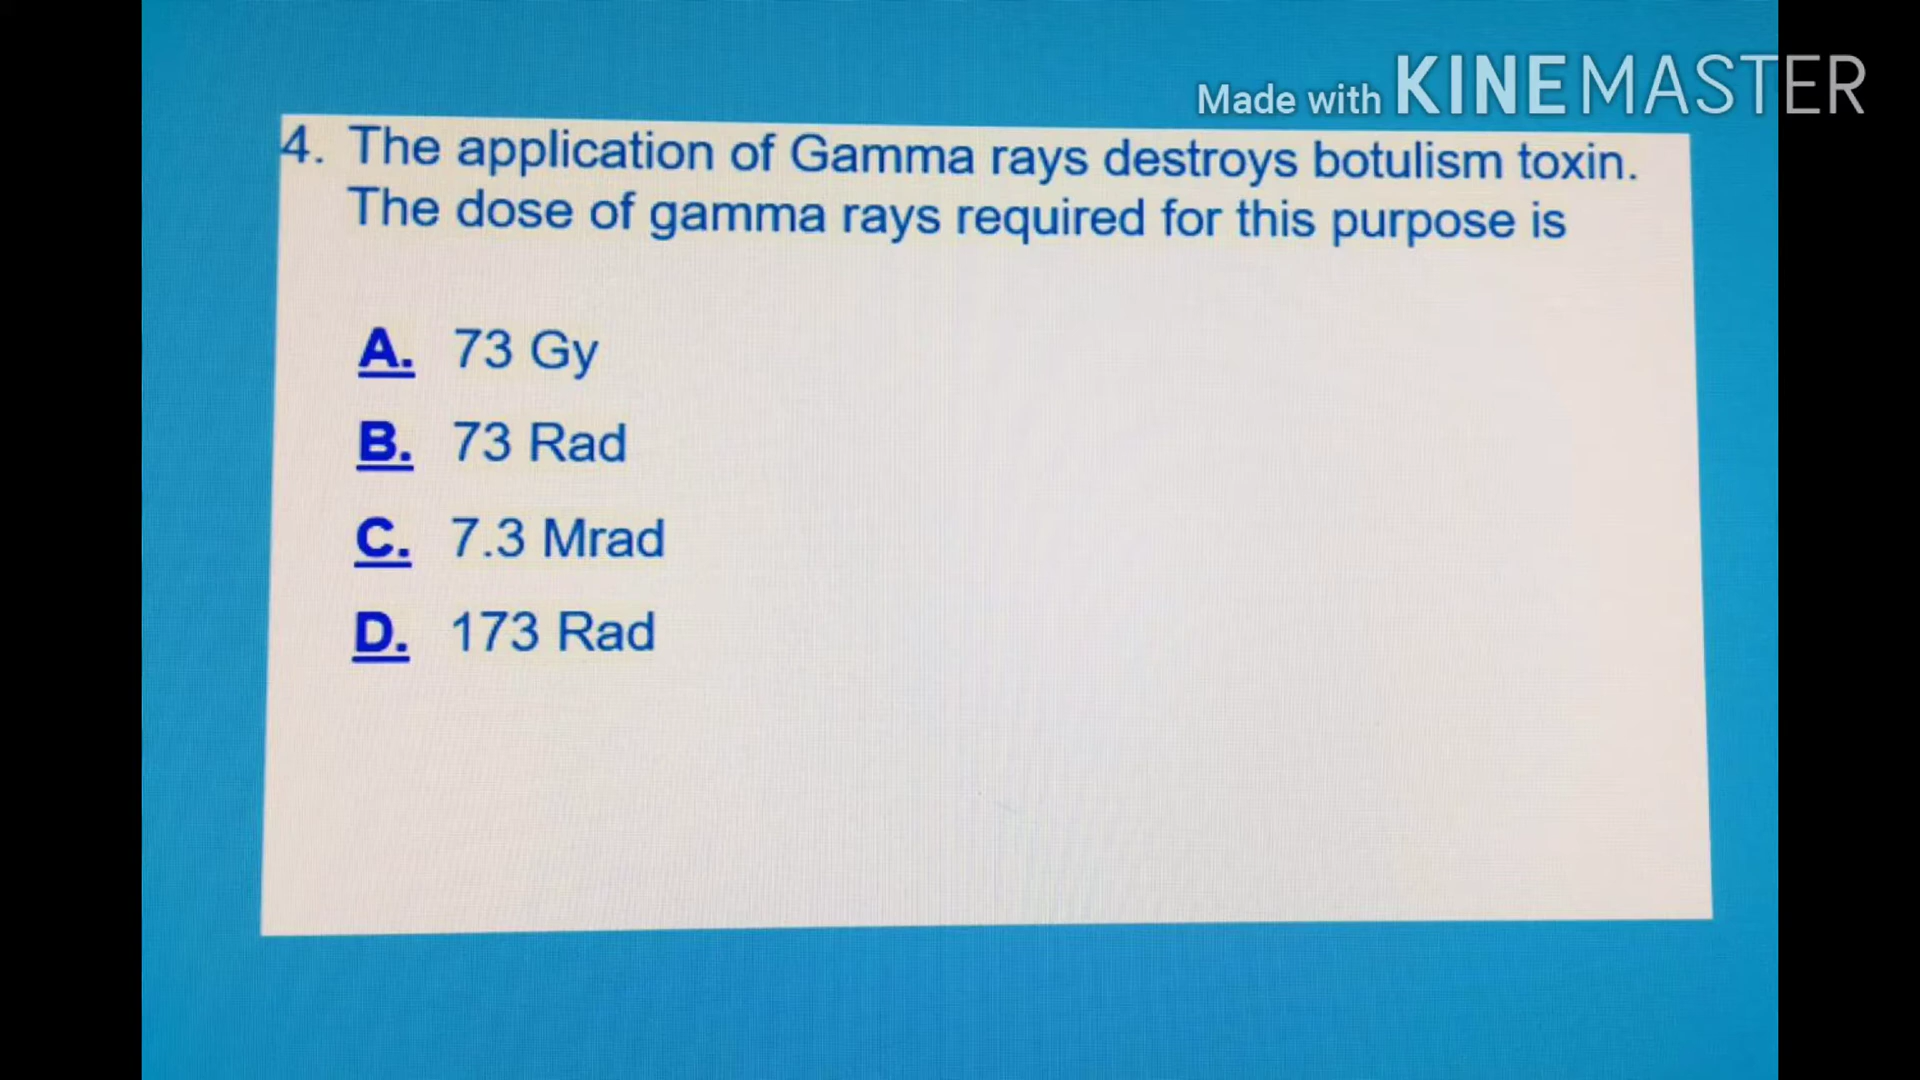 Made with KINEMASTER
4. The application of Gamma rays destroys botulism toxin.
The dose of gamma rays required for this purpose is
A. 73 Gy
B. 73 Rad
C. 7.3 Mrad
D. 173 Rad